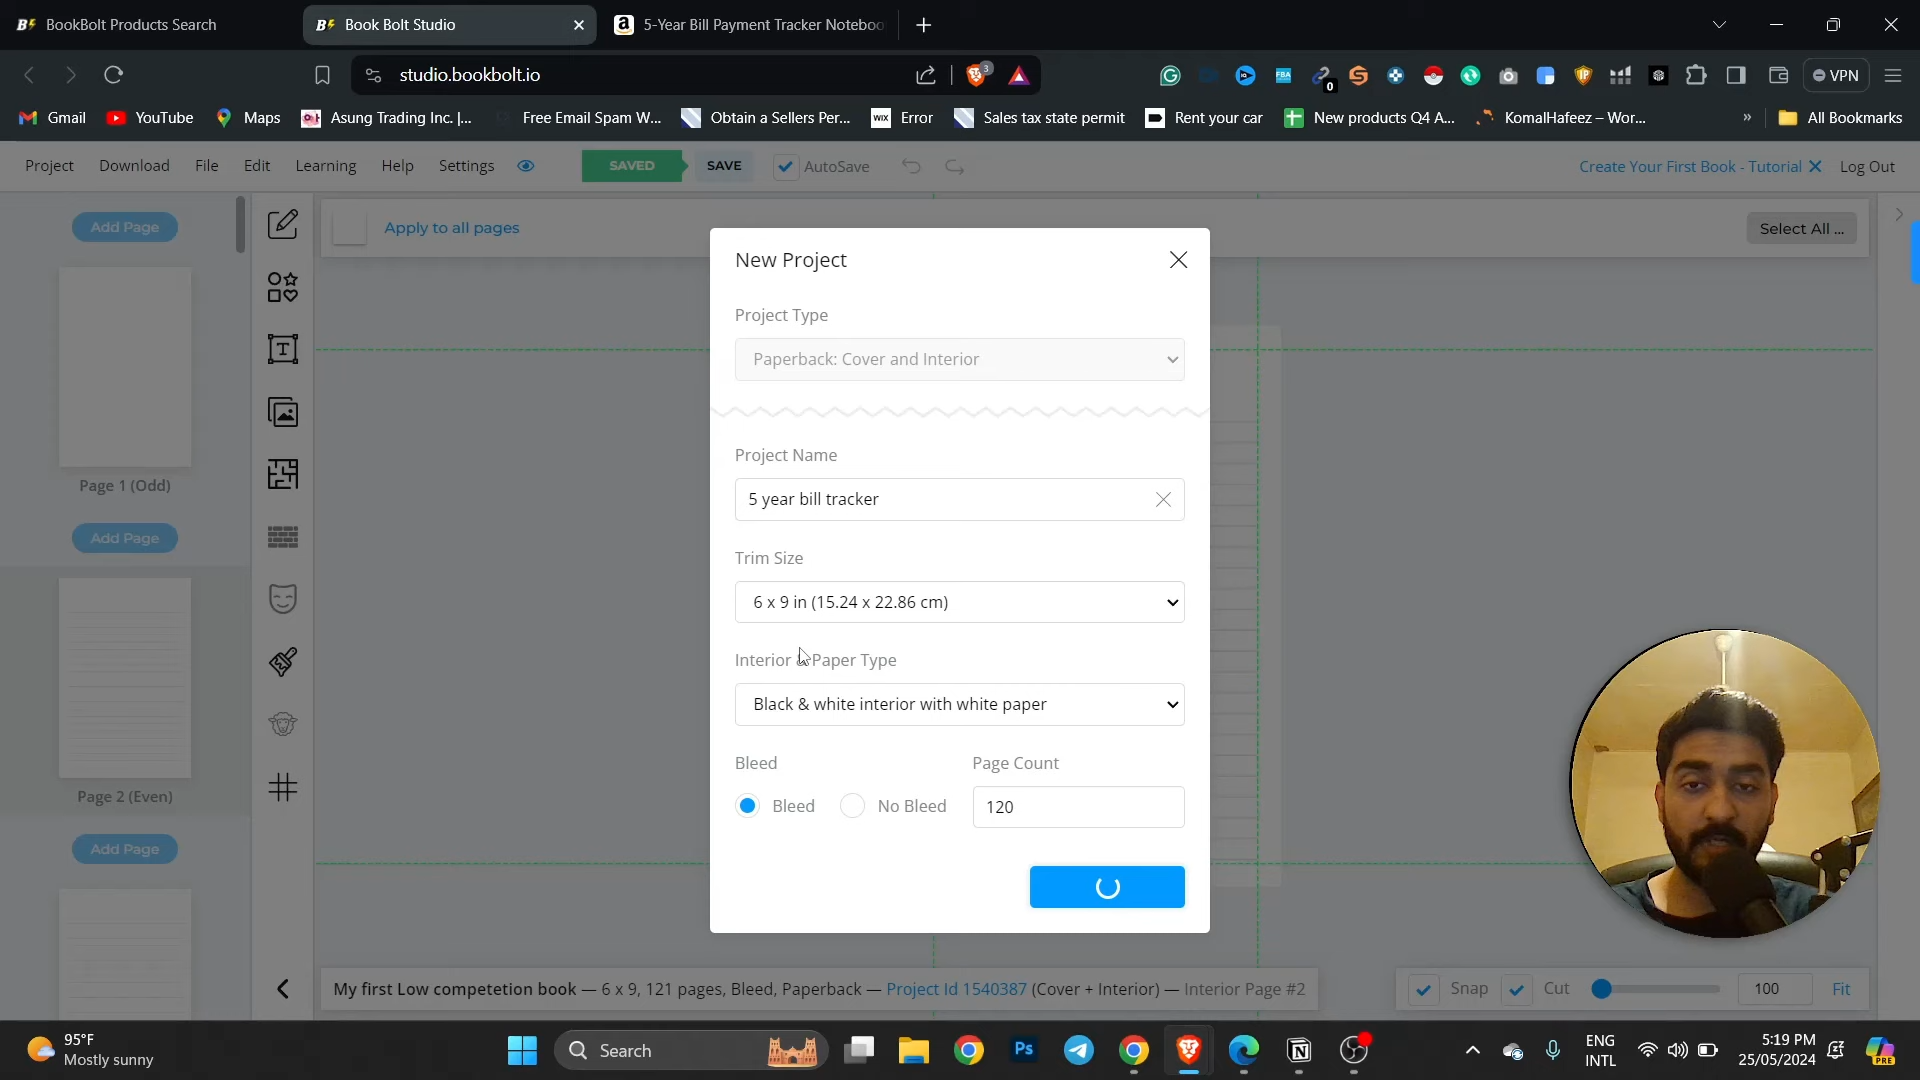 BookBolt Products Search
Book Bolt Studio
5-Year Bill Payment Tracker Noteboo
studio.bookbolt.io
3
FBA
0
VPN
Gmail
YouTube
Maps
Asung Trading Inc. |...
Free Email Spam W...
Obtain a Sellers Per...
WIX
Error
Sales tax state permit
Rent your car
New products Q4 A...
KomalHafeez – Wor...
»
All Bookmarks
Project
Download
File
Edit
Learning
Help
Settings
SAVED
SAVE
AutoSave
Create Your First Book - Tutorial
Log Out
Add Page
Page 1 (Odd)
Add Page
Page 2 (Even)
Add Page
Apply to all pages
Select All ...
New Project
Project Type
Paperback: Cover and Interior
Project Name
5 year bill tracker
Trim Size
6 x 9 in (15.24 x 22.86 cm)
Interior & Paper Type
Black & white interior with white paper
Bleed
Page Count
Bleed
No Bleed
120
My first Low competetion book — 6 x 9, 121 pages, Bleed, Paperback — Project Id 1540387 (Cover + Interior) — Interior Page #2
Snap
Cut
100
Fit
95°F
Mostly sunny
Search
Ps
ENG
INTL
5:19 PM
25/05/2024
PRE